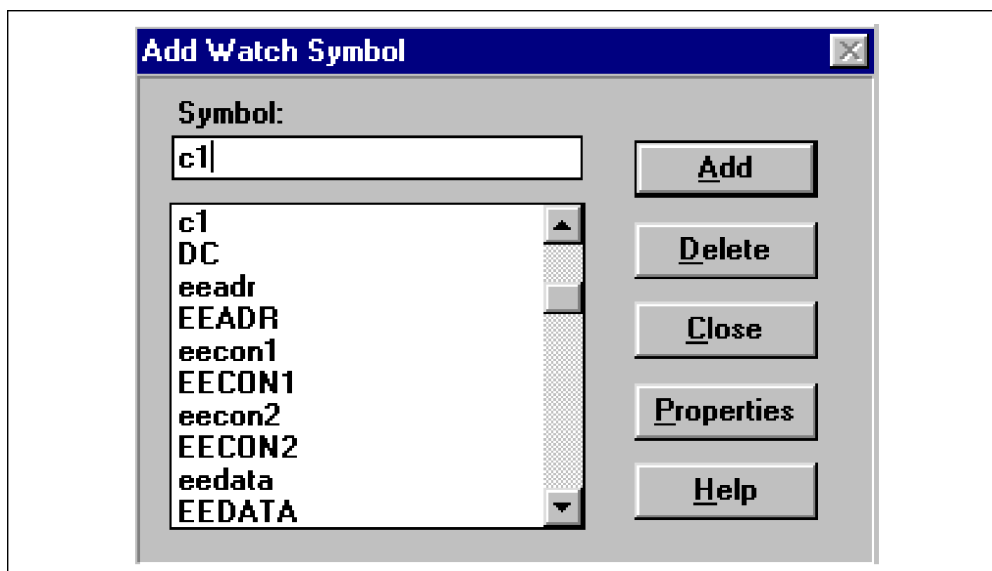 Add Watch Symbol
Symbol:
c1
c1
DC
eeadr
EEADR
eecon1
EECON1
eecon2
EECON2
eedata
EEDATA
Add
Delete
Close
Properties
Help